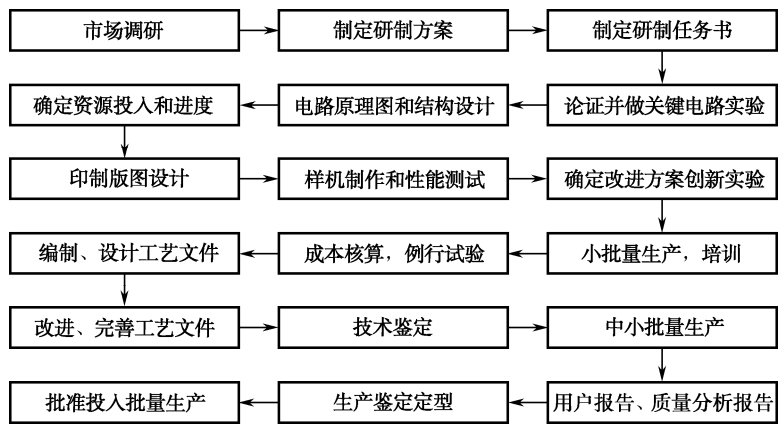 市场调研
制定研制方案
制定研制任务书
确定资源投入和进度
电路原理图和结构设计
论证并做关键电路实验
印制版图设计
样机制作和性能测试
确定改进方案创新实验
编制、设计工艺文件
成本核算，例行试验
小批量生产，培训
改进、完善工艺文件
技术鉴定
中小批量生产
批准投入批量生产
生产鉴定定型
用户报告、质量分析报告